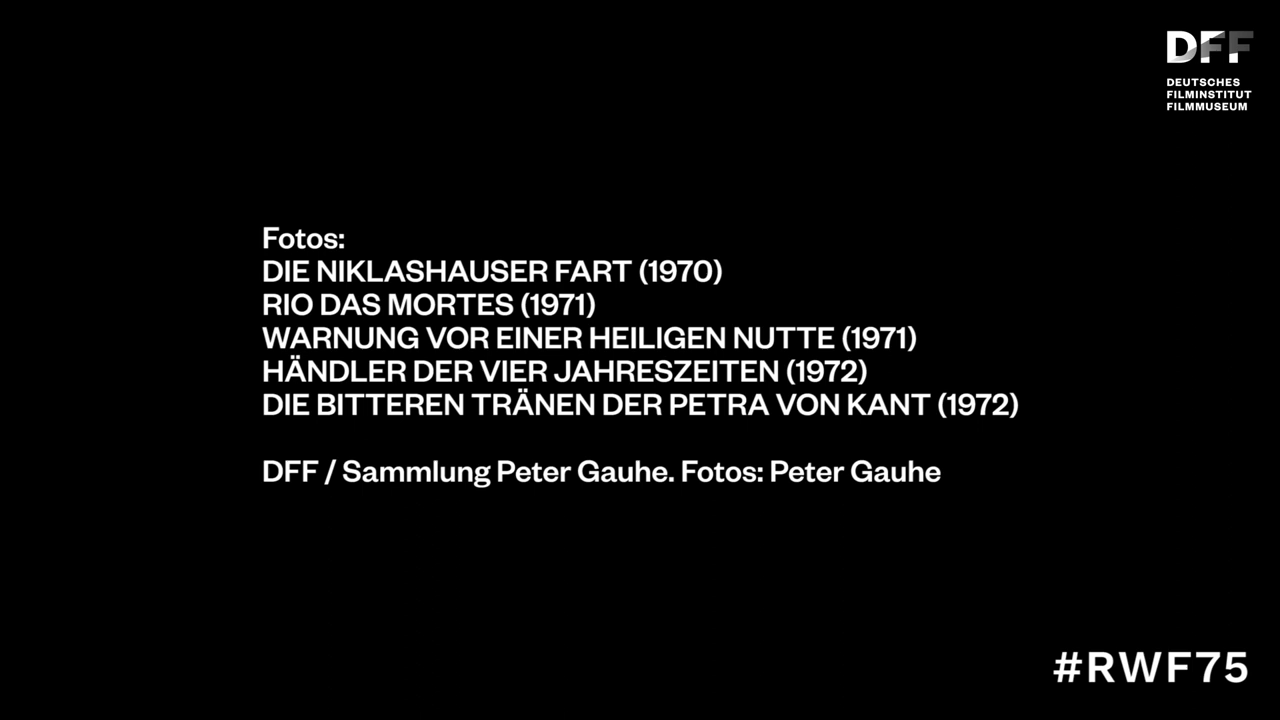 DFF
DEUTSCHES
FILMINSTITUT
FILMMUSEUM
Fotos:
DIE NIKLASHAUSER FART (1970)
RIO DAS MORTES (1971)
WARNUNG VOR EINER HEILIGEN NUTTE (1971)
HÄNDLER DER VIER JAHRESZEITEN (1972)
DIE BITTEREN TRÄNEN DER PETRA VON KANT (1972)
DFF / Sammlung Peter Gauhe. Fotos: Peter Gauhe
#RWF75